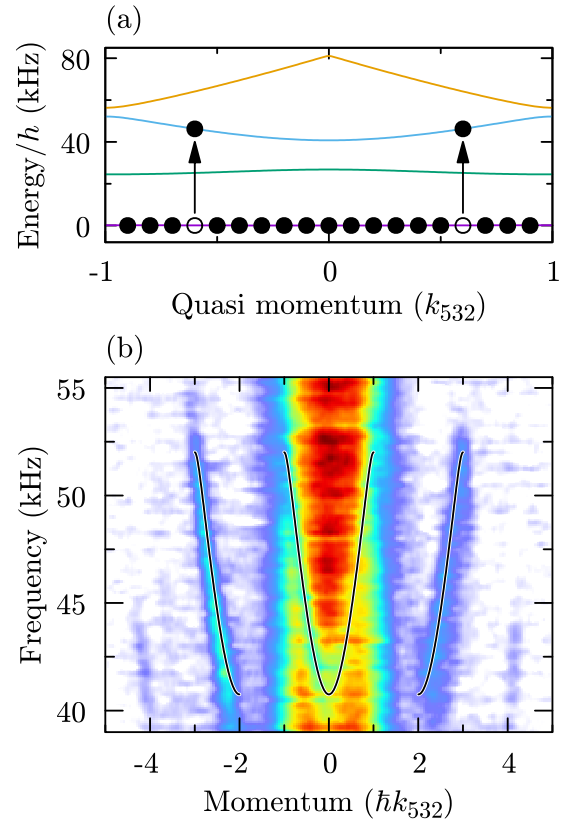 (a)
Energy/h (kHz)
80
40
0
-1
0
1
Quasi momentum (k₅₃₂)
(b)
Frequency (kHz)
55
50
45
40
-4
-2
0
2
4
Momentum (ℏk₅₃₂)